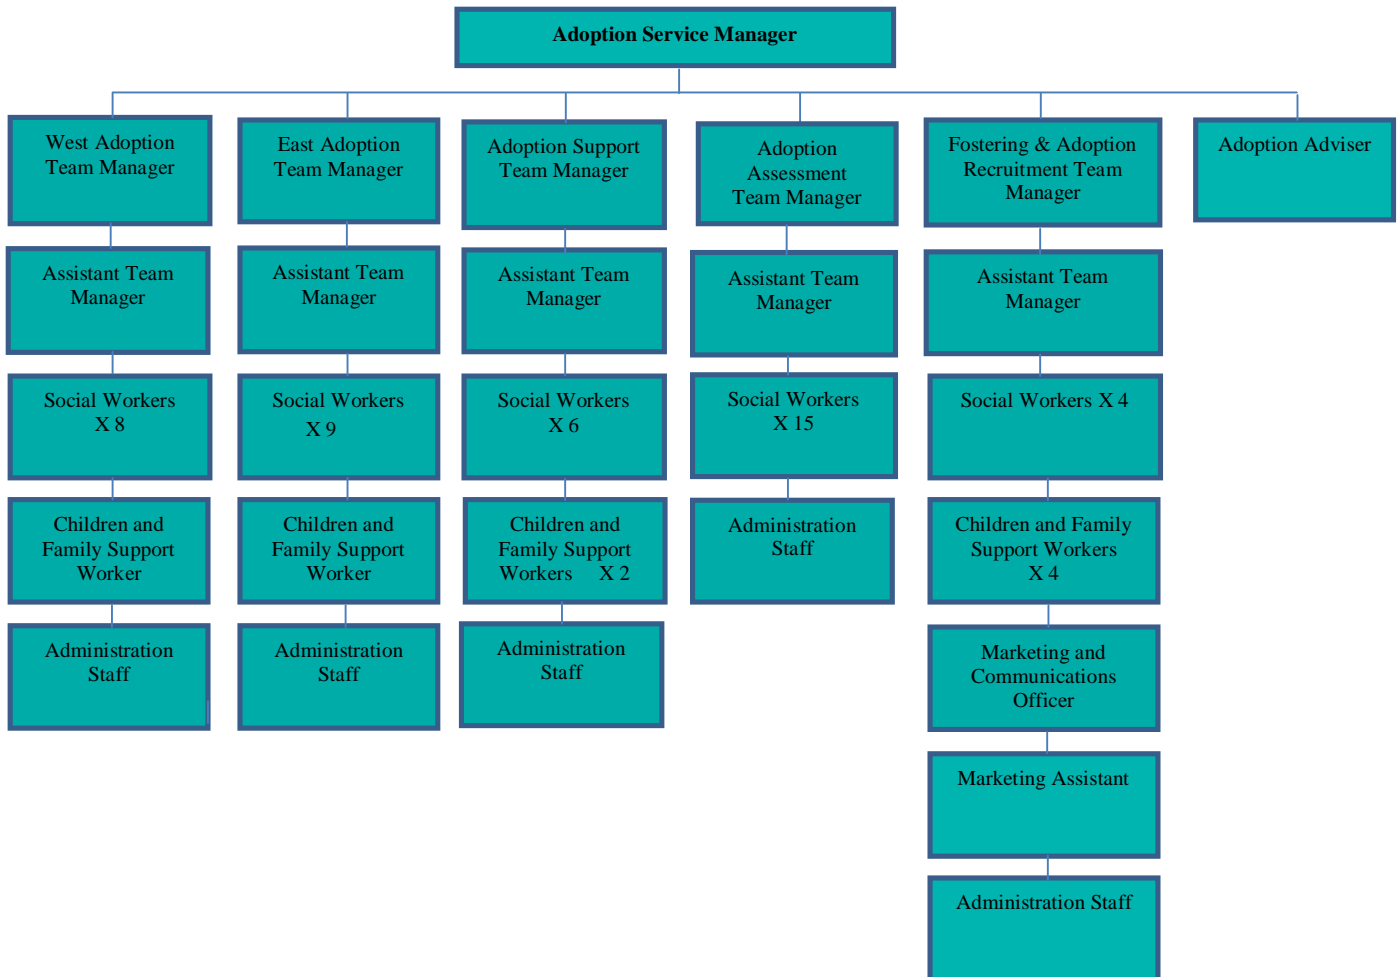 Adoption Service Manager
West Adoption
Team Manager
East Adoption
Team Manager
Adoption Support
Team Manager
Adoption
Assessment
Team Manager
Fostering & Adoption
Recruitment Team
Manager
Adoption Adviser
Assistant Team
Manager
Assistant Team
Manager
Assistant Team
Manager
Assistant Team
Manager
Assistant Team
Manager
Social Workers
X 8
Social Workers
X 9
Social Workers
X 6
Social Workers
X 15
Social Workers X 4
Children and
Family Support
Worker
Children and
Family Support
Worker
Children and
Family Support
Workers X 2
Administration
Staff
Children and Family
Support Workers
X 4
Administration
Staff
Administration
Staff
Administration
Staff
Marketing and
Communications
Officer
Marketing Assistant
Administration Staff